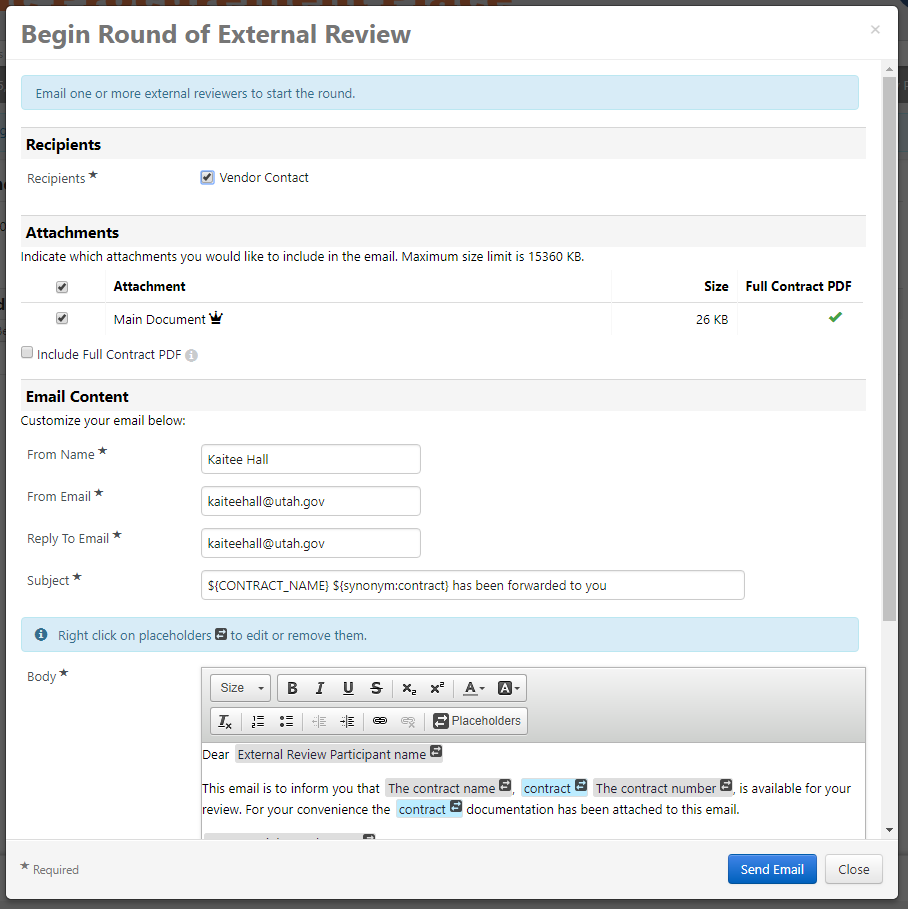 Begin Round of External Review ×
Email one or more external reviewers to start the round.
Recipients
Recipients ★ Vendor Contact
Attachments
Indicate which attachments you would like to include in the email. Maximum size limit is 15360 KB.
Attachment Size Full Contract PDF
Main Document 26 KB
Include Full Contract PDF
Email Content
Customize your email below:
From Name ★ Kaitee Hall
From Email ★ kaiteehall@utah.gov
Reply To Email ★ kaiteehall@utah.gov
Subject ★ ${CONTRACT_NAME} ${synonym:contract} has been forwarded to you
Right click on placeholders to edit or remove them.
Body ★
Size B I U S x₂ x² A A
Tx Placeholders
Dear External Review Participant name
This email is to inform you that The contract name , contract The contract number , is available for your
review. For your convenience the contract documentation has been attached to this email.
★ Required Send Email Close